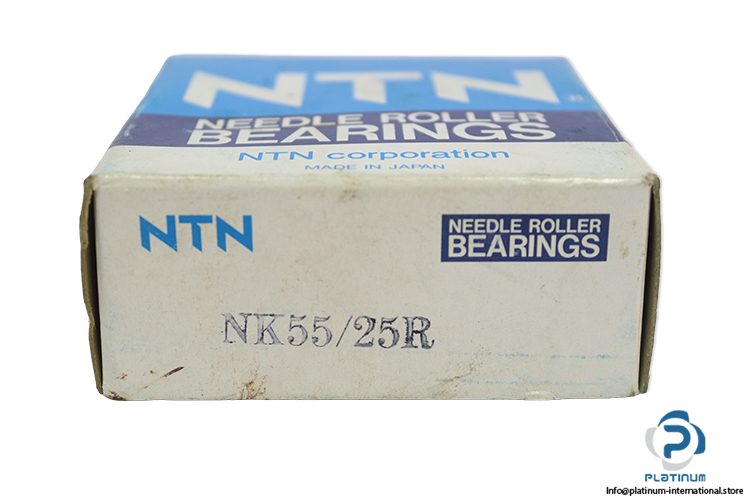 NTN
NEEDLE ROLLER
BEARINGS
NTN corporation
MADE IN JAPAN
NTN
NEEDLE ROLLER
BEARINGS
NK55/25R
PLATINUM
Info@platinum-international.store